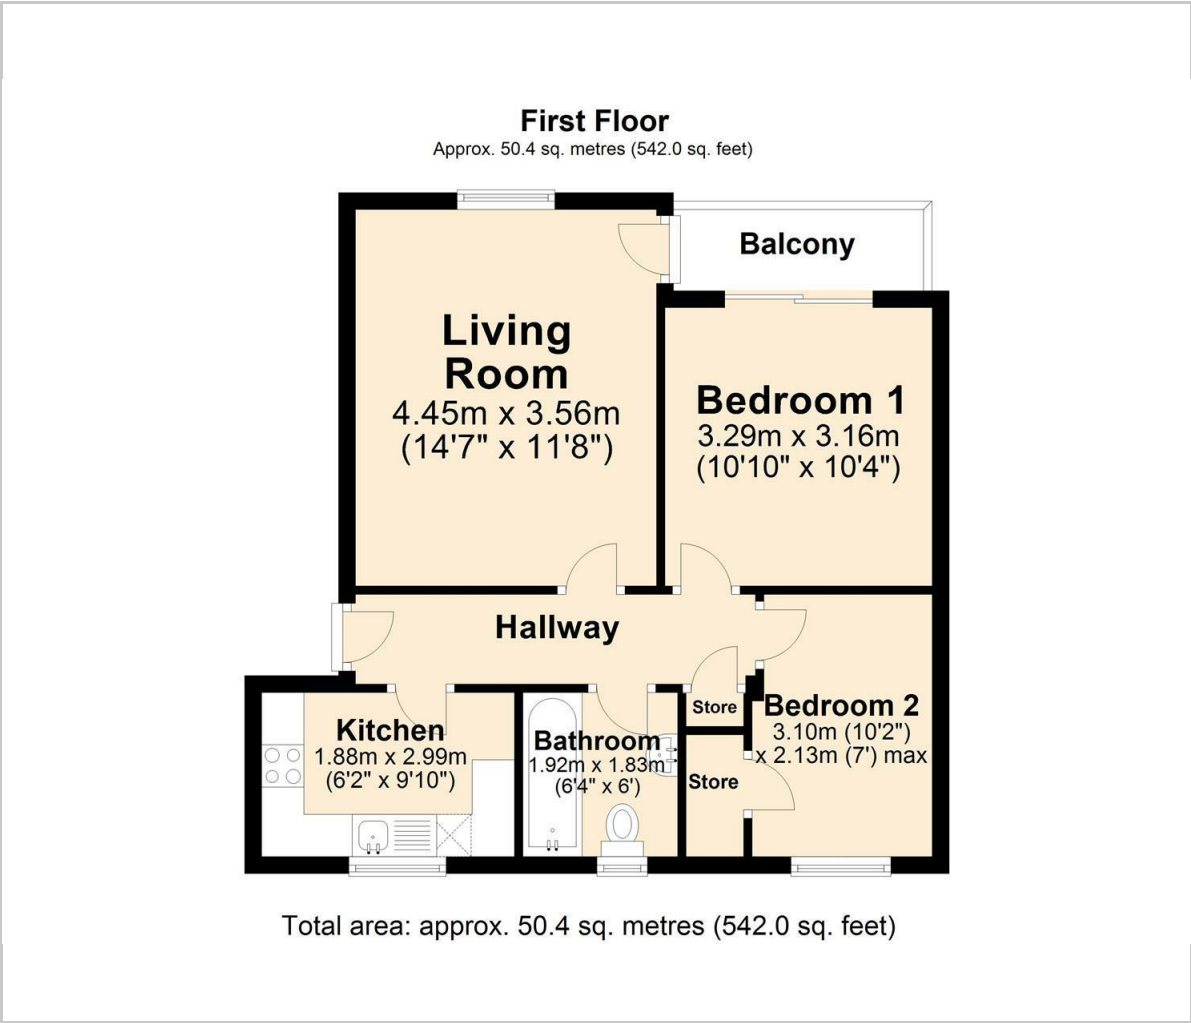 First Floor
Approx. 50.4 sq. metres (542.0 sq. feet)
Balcony
Living
Room
4.45m x 3.56m
(14'7" x 11'8")
Bedroom 1
3.29m x 3.16m
(10'10" x 10'4")
Hallway
Kitchen
1.88m x 2.99m
(6'2" x 9'10")
Bathroom
1.92m x 1.83m
(6'4" x 6')
Store
Store
Bedroom 2
3.10m (10'2")
x 2.13m (7') max
Total area: approx. 50.4 sq. metres (542.0 sq. feet)